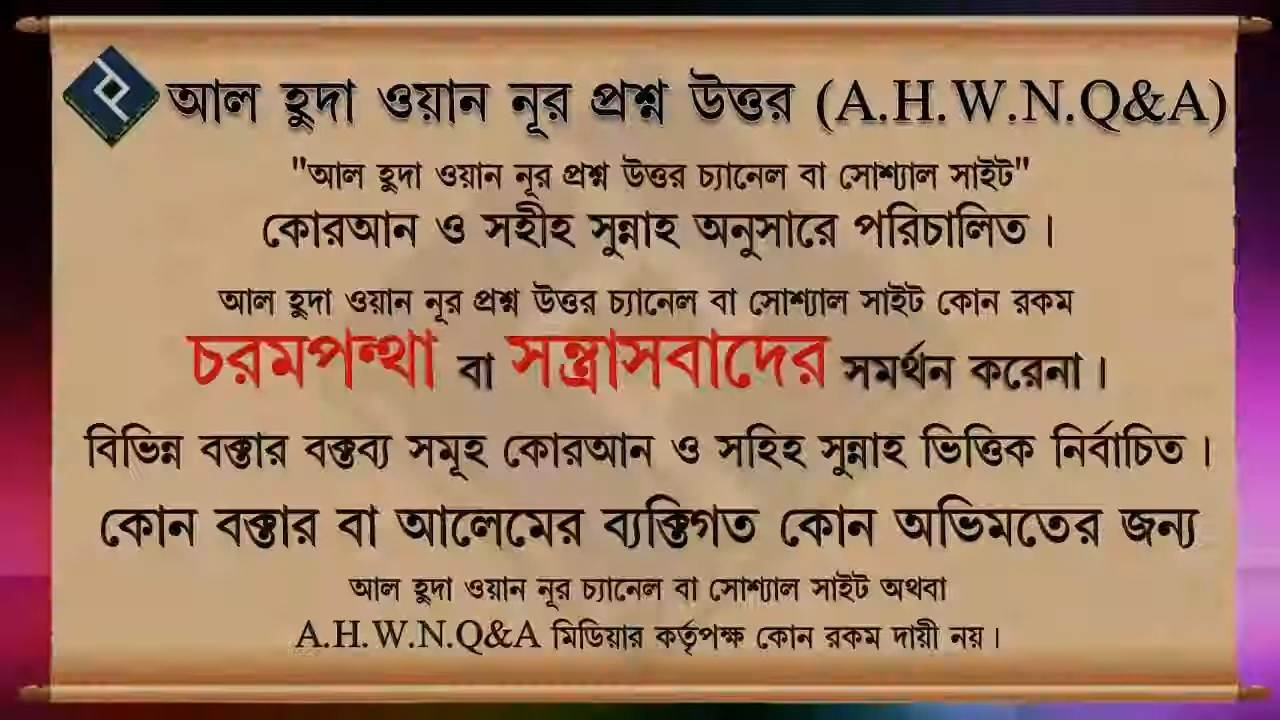 আল হুদা ওয়ান নূর প্রশ্ন উত্তর (A.H.W.N.Q&A)
"আল হুদা ওয়ান নূর প্রশ্ন উত্তর চ্যানেল বা সোশ্যাল সাইট"
কোরআন ও সহীহ সুন্নাহ অনুসারে পরিচালিত ।
আল হুদা ওয়ান নূর প্রশ্ন উত্তর চ্যানেল বা সোশ্যাল সাইট কোন রকম
চরমপন্থা বা সন্ত্রাসবাদের সমর্থন করেনা ।
বিভিন্ন বক্তার বক্তব্য সমূহ কোরআন ও সহিহ সুন্নাহ ভিত্তিক নির্বাচিত ।
কোন বক্তার বা আলেমের ব্যক্তিগত কোন অভিমতের জন্য
আল হুদা ওয়ান নূর চ্যানেল বা সোশ্যাল সাইট অথবা
A.H.W.N.Q&A মিডিয়ার কর্তৃপক্ষ কোন রকম দায়ী নয় ।